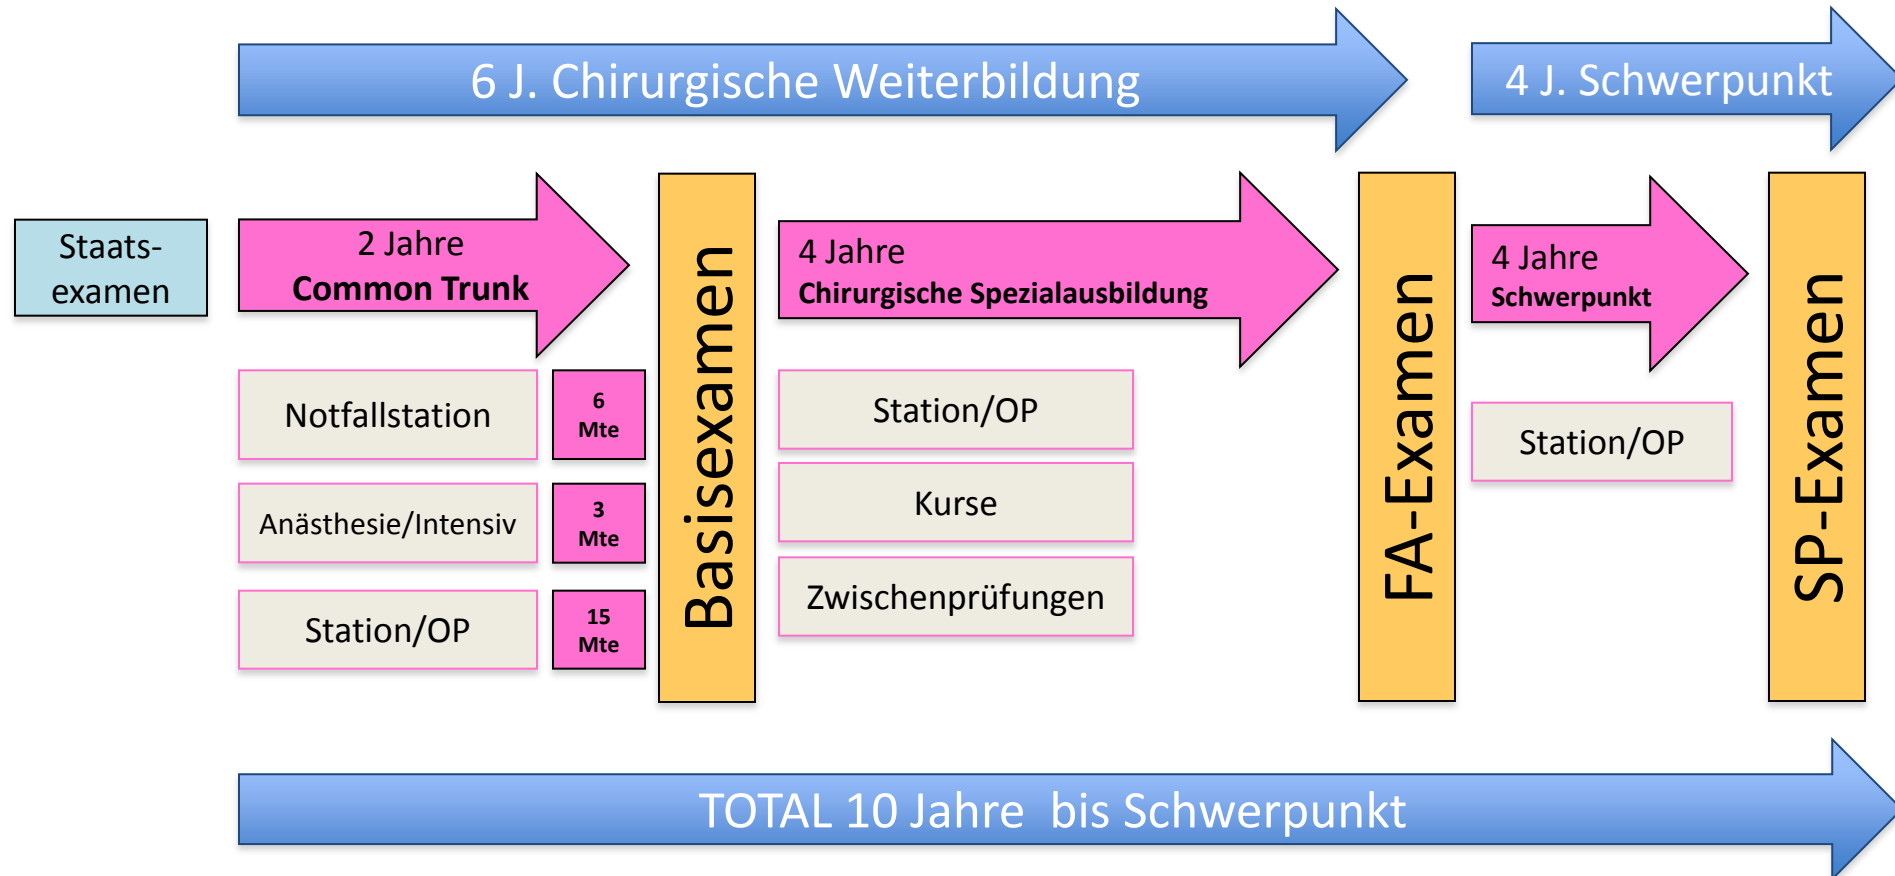 6 J. Chirurgische Weiterbildung
4 J. Schwerpunkt
Staats-
examen
2 Jahre
Common Trunk
Notfallstation
6
Mte
Anästhesie/Intensiv
3
Mte
Station/OP
15
Mte
Basisexamen
4 Jahre
Chirurgische Spezialausbildung
Station/OP
Kurse
Zwischenprüfungen
FA-Examen
4 Jahre
Schwerpunkt
Station/OP
SP-Examen
TOTAL 10 Jahre  bis Schwerpunkt